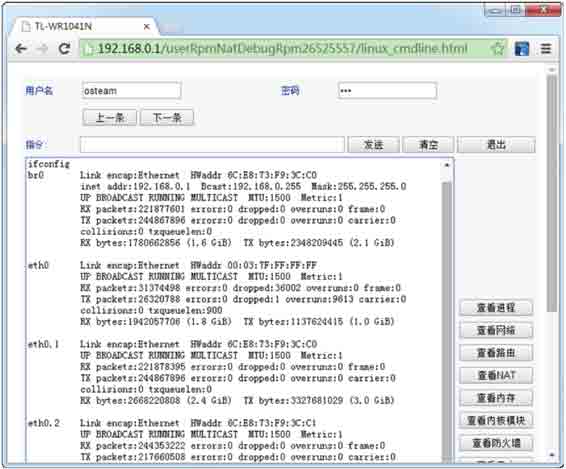 TL-WR1041N
192.168.0.1/userRpmNatDebugRpm26525557/linux_cmdline.html
用户名 osteam 密码 •••
上一条 下一条
指令: 发送 清空 退出
ifconfig
br0 Link encap:Ethernet HWaddr 6C:E8:73:F9:3C:C0
inet addr:192.168.0.1 Bcast:192.168.0.255 Mask:255.255.255.0
UP BROADCAST RUNNING MULTICAST MTU:1500 Metric:1
RX packets:221877601 errors:0 dropped:0 overruns:0 frame:0
TX packets:244867896 errors:0 dropped:0 overruns:0 carrier:0
collisions:0 txqueuelen:0
RX bytes:1780662856 (1.6 GiB) TX bytes:2348209445 (2.1 GiB)
eth0 Link encap:Ethernet HWaddr 00:03:7F:FF:FF:FF
UP BROADCAST RUNNING MULTICAST MTU:1500 Metric:1
RX packets:31374498 errors:0 dropped:36002 overruns:0 frame:0
TX packets:26320788 errors:0 dropped:1 overruns:9613 carrier:0
collisions:0 txqueuelen:900
RX bytes:1942057706 (1.8 GiB) TX bytes:1137624415 (1.0 GiB)
eth0.1 Link encap:Ethernet HWaddr 6C:E8:73:F9:3C:C0
UP BROADCAST RUNNING MULTICAST MTU:1500 Metric:1
RX packets:221878395 errors:0 dropped:0 overruns:0 frame:0
TX packets:244867896 errors:0 dropped:0 overruns:0 carrier:0
collisions:0 txqueuelen:0
RX bytes:2668220808 (2.4 GiB) TX bytes:3327681029 (3.0 GiB)
eth0.2 Link encap:Ethernet HWaddr 6C:E8:73:F9:3C:C1
UP BROADCAST RUNNING MULTICAST MTU:1500 Metric:1
RX packets:244353222 errors:0 dropped:0 overruns:0 frame:0
TX packets:217660508 errors:0 dropped:0 overruns:0 carrier:0
查看进程
查看网络
查看路由
查看NAT
查看内存
查看内核模块
查看防火墙